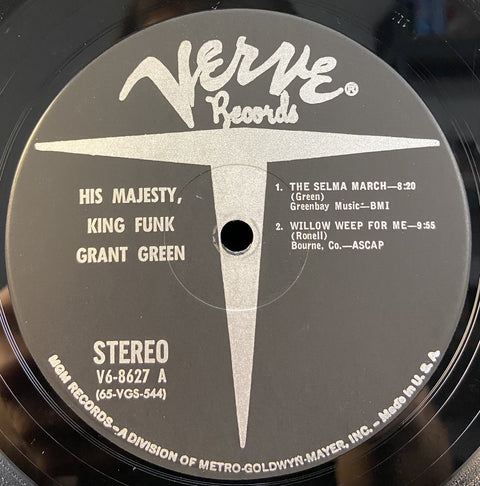 VERVE®
Records
HIS MAJESTY,
KING FUNK
GRANT GREEN
1. THE SELMA MARCH—8:20
(Green)
Greenbay Music—BMI
2. WILLOW WEEP FOR ME—9:55
(Ronell)
Bourne, Co.—ASCAP
STEREO
V6-8627 A
(65-VGS-544)
MGM RECORDS—A DIVISION OF METRO-GOLDWYN-MAYER, INC. — Made in U. S. A.